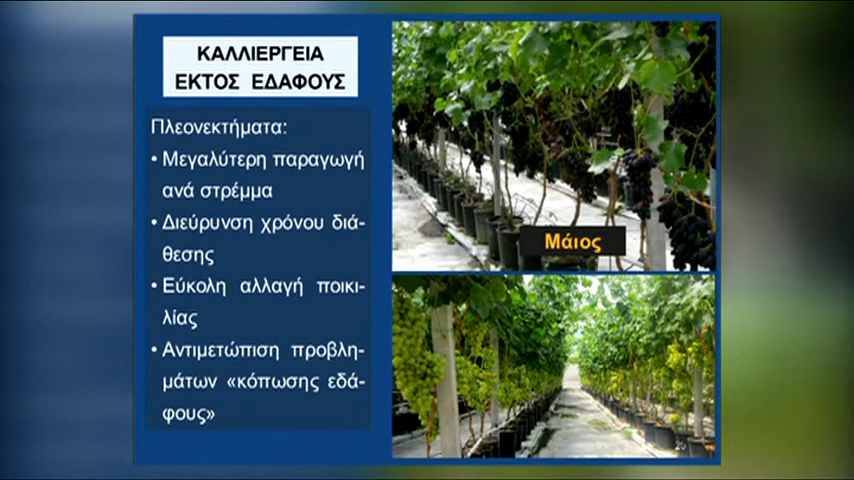 ΚΑΛΛΙΕΡΓΕΙΑ
ΕΚΤΟΣ ΕΔΑΦΟΥΣ
Πλεονεκτήματα:
• Μεγαλύτερη παραγωγή
ανά στρέμμα
• Διεύρυνση χρόνου διά-
θεσης
• Εύκολη αλλαγή ποικι-
λίας
• Αντιμετώπιση προβλη-
μάτων «κόπωσης εδά-
φους»
Μάιος